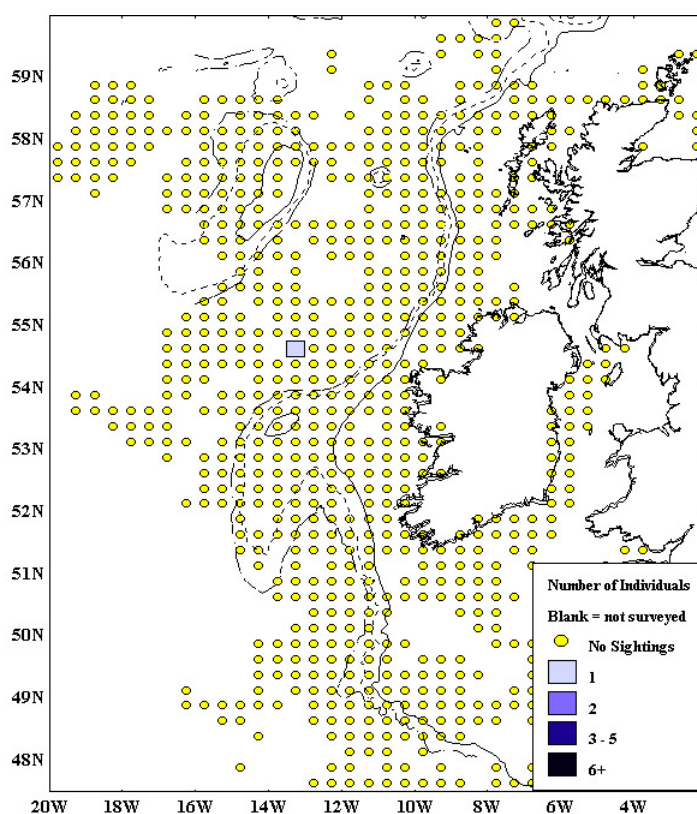 59N
58N
57N
56N
55N
54N
53N
52N
51N
50N
49N
48N
Number of Individuals
Blank = not surveyed
No Sightings
1
2
3 - 5
6+
20W 18W 16W 14W 12W 10W 8W 6W 4W